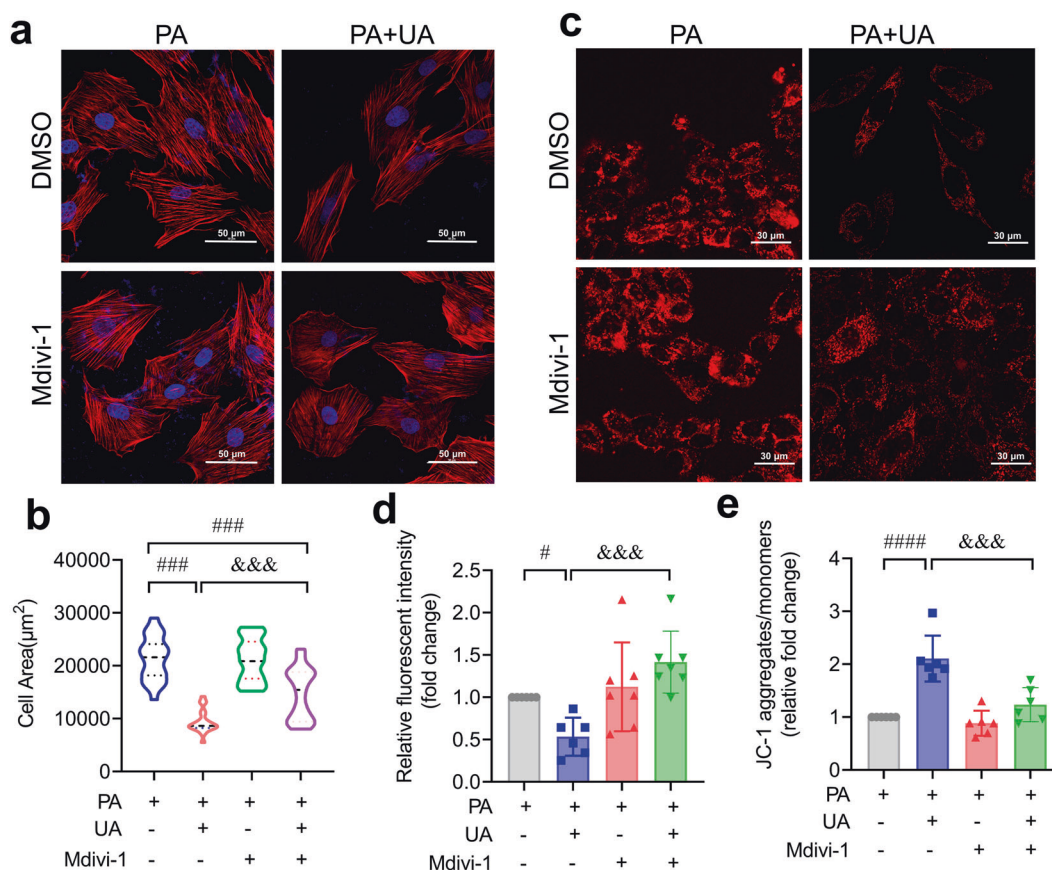 a
PA
PA+UA
DMSO
50 µm
50 µm
Mdivi-1
50 µm
50 µm
c
PA
PA+UA
DMSO
30 µm
30 µm
Mdivi-1
30 µm
30 µm
b
###
###
&&&
40000
30000
20000
10000
0
Cell Area(µm²)
PA + + + +
UA - + - +
Mdivi-1 - - + +
d
#
&&&
2.5
2.0
1.5
1.0
0.5
0.0
Relative fluorescent intensity
(fold change)
PA + + + +
UA - + - +
Mdivi-1 - - + +
e
####
&&&
4
3
2
1
0
JC-1 aggregates/monomers
(relative fold change)
PA + + + +
UA - + - +
Mdivi-1 - - + +